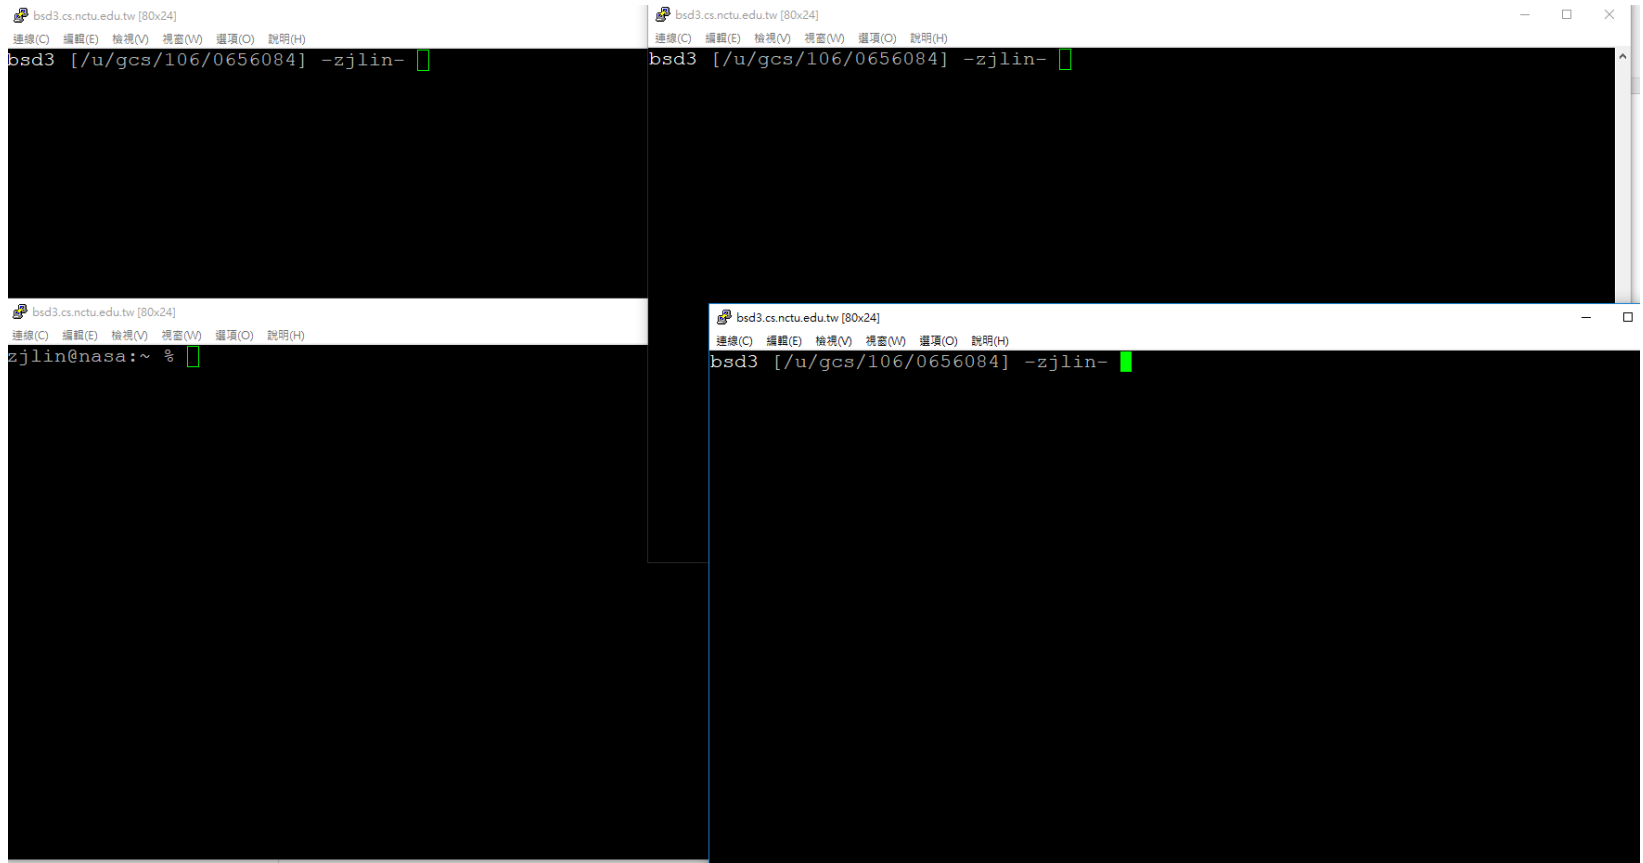 bsd3.cs.nctu.edu.tw [80x24]
連線(C) 編輯(E) 檢視(V) 視窗(W) 選項(O) 說明(H)
bsd3 [/u/gcs/106/0656084] -zjlin-
bsd3.cs.nctu.edu.tw [80x24]
連線(C) 編輯(E) 檢視(V) 視窗(W) 選項(O) 說明(H)
bsd3 [/u/gcs/106/0656084] -zjlin-
bsd3.cs.nctu.edu.tw [80x24]
連線(C) 編輯(E) 檢視(V) 視窗(W) 選項(O) 說明(H)
zjlin@nasa:~ %
bsd3.cs.nctu.edu.tw [80x24]
連線(C) 編輯(E) 檢視(V) 視窗(W) 選項(O) 說明(H)
bsd3 [/u/gcs/106/0656084] -zjlin-